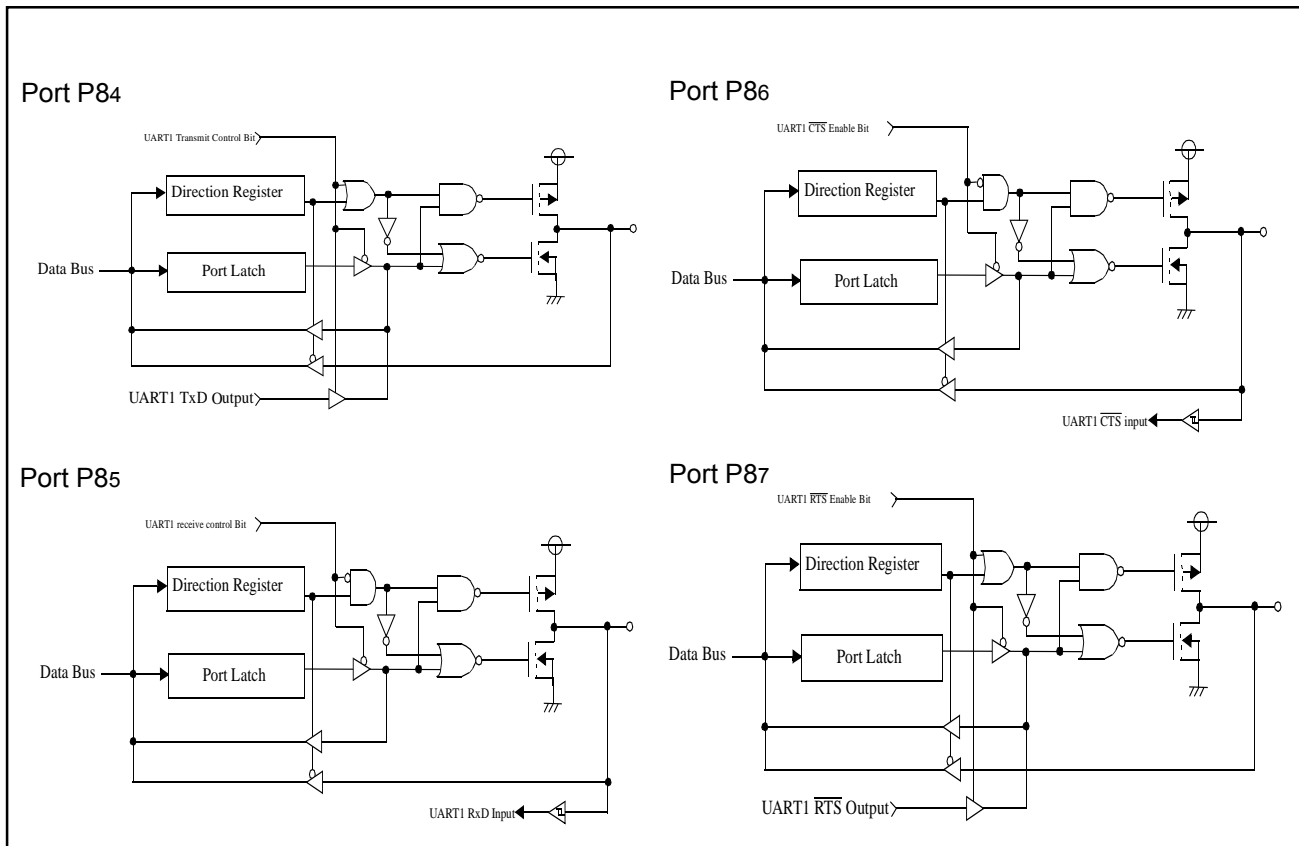 Port P84
UART1 Transmit Control Bit
Direction Register
Data Bus
Port Latch
UART1 TxD Output
Port P86
UART1 CTS Enable Bit
Direction Register
Data Bus
Port Latch
UART1 CTS input
Port P85
UART1 receive control Bit
Direction Register
Data Bus
Port Latch
UART1 RxD Input
Port P87
UART1 RTS Enable Bit
Direction Register
Data Bus
Port Latch
UART1 RTS Output